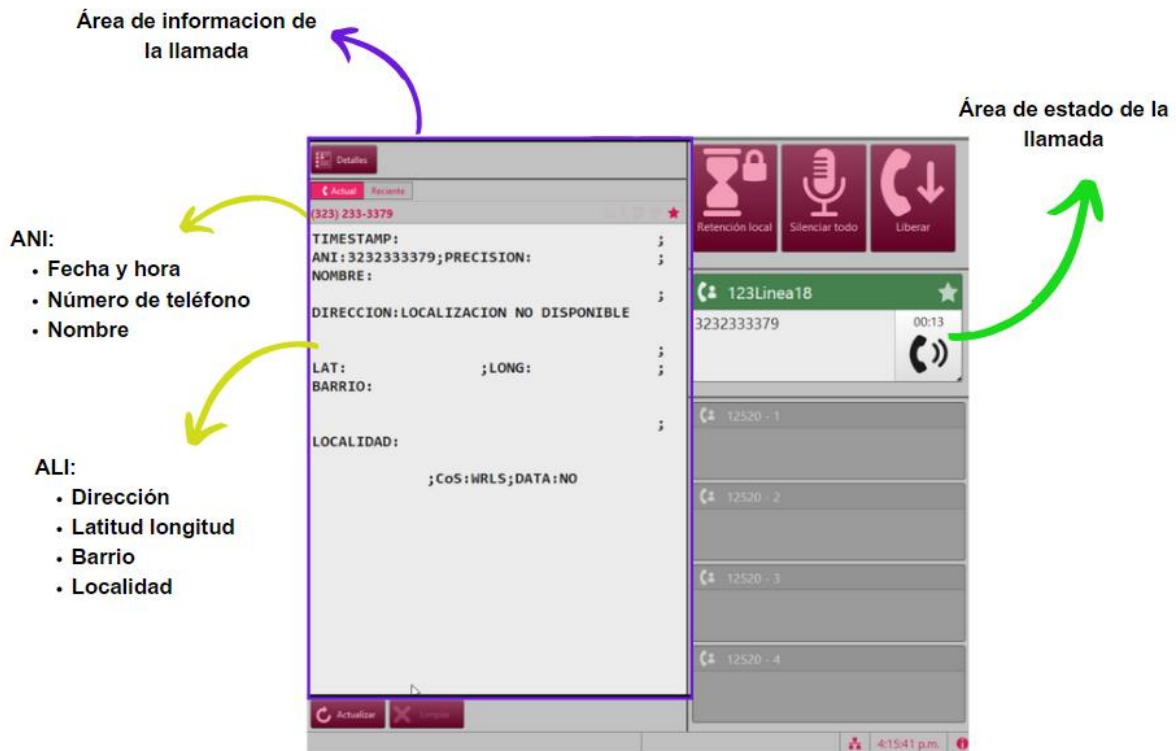 Área de informacion de
la llamada
Área de estado de la
llamada
Detalles
Actual Reciente
(323) 233-3379
TIMESTAMP: ;
ANI:3232333379;PRECISION: ;
NOMBRE:
;
DIRECCION:LOCALIZACION NO DISPONIBLE
;
LAT: ;LONG: ;
BARRIO:
;
LOCALIDAD:
;CoS:WRLS;DATA:NO
Actualizar Limpiar
ANI:
• Fecha y hora
• Número de teléfono
• Nombre
ALI:
• Dirección
• Latitud longitud
• Barrio
• Localidad
Retención local Silenciar todo Liberar
123Linea18
3232333379 00:13
12520 - 1
12520 - 2
12520 - 3
12520 - 4
4:15:41 p.m.